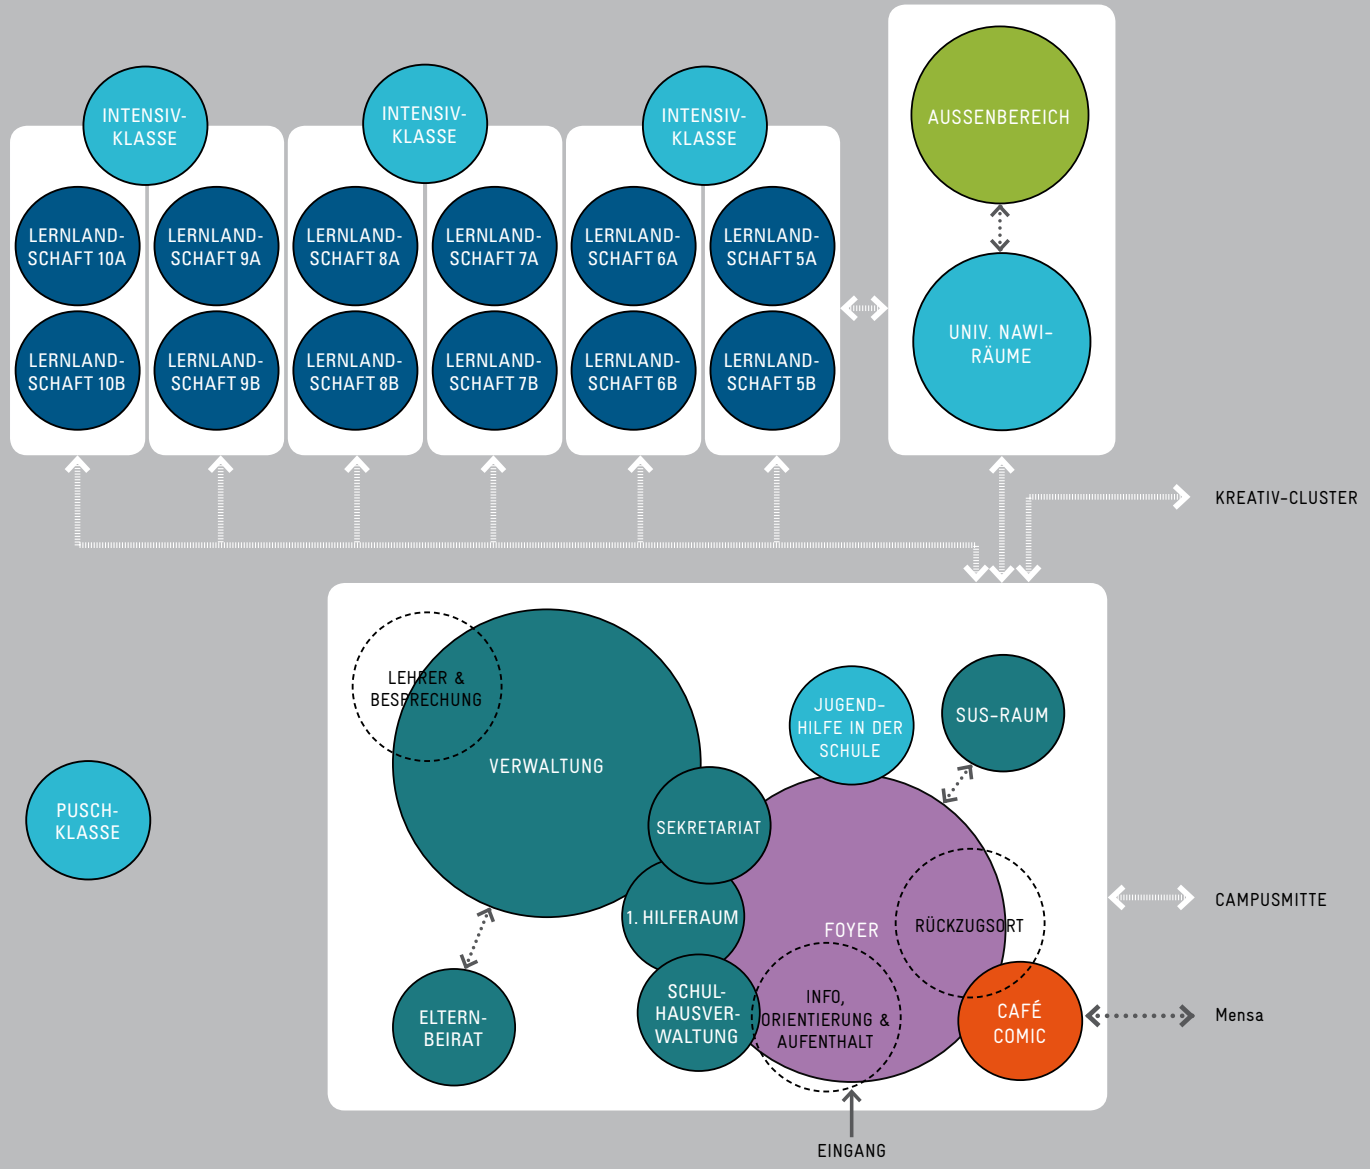 INTENSIV-
KLASSE
INTENSIV-
KLASSE
INTENSIV-
KLASSE
AUSSENBEREICH
LERNLAND-
SCHAFT 10A
LERNLAND-
SCHAFT 9A
LERNLAND-
SCHAFT 8A
LERNLAND-
SCHAFT 7A
LERNLAND-
SCHAFT 6A
LERNLAND-
SCHAFT 5A
LERNLAND-
SCHAFT 10B
LERNLAND-
SCHAFT 9B
LERNLAND-
SCHAFT 8B
LERNLAND-
SCHAFT 7B
LERNLAND-
SCHAFT 6B
LERNLAND-
SCHAFT 5B
UNIV. NAWI-
RÄUME
KREATIV-CLUSTER
LEHRER &
BESPRECHUNG
VERWALTUNG
JUGEND-
HILFE IN DER
SCHULE
SUS-RAUM
PUSCH-
KLASSE
SEKRETARIAT
1. HILFERAUM
FOYER
RÜCKZUGSORT
CAMPUSMITTE
ELTERN-
BEIRAT
SCHUL-
HAUSVER-
WALTUNG
INFO,
ORIENTIERUNG &
AUFENTHALT
CAFÉ
COMIC
Mensa
EINGANG